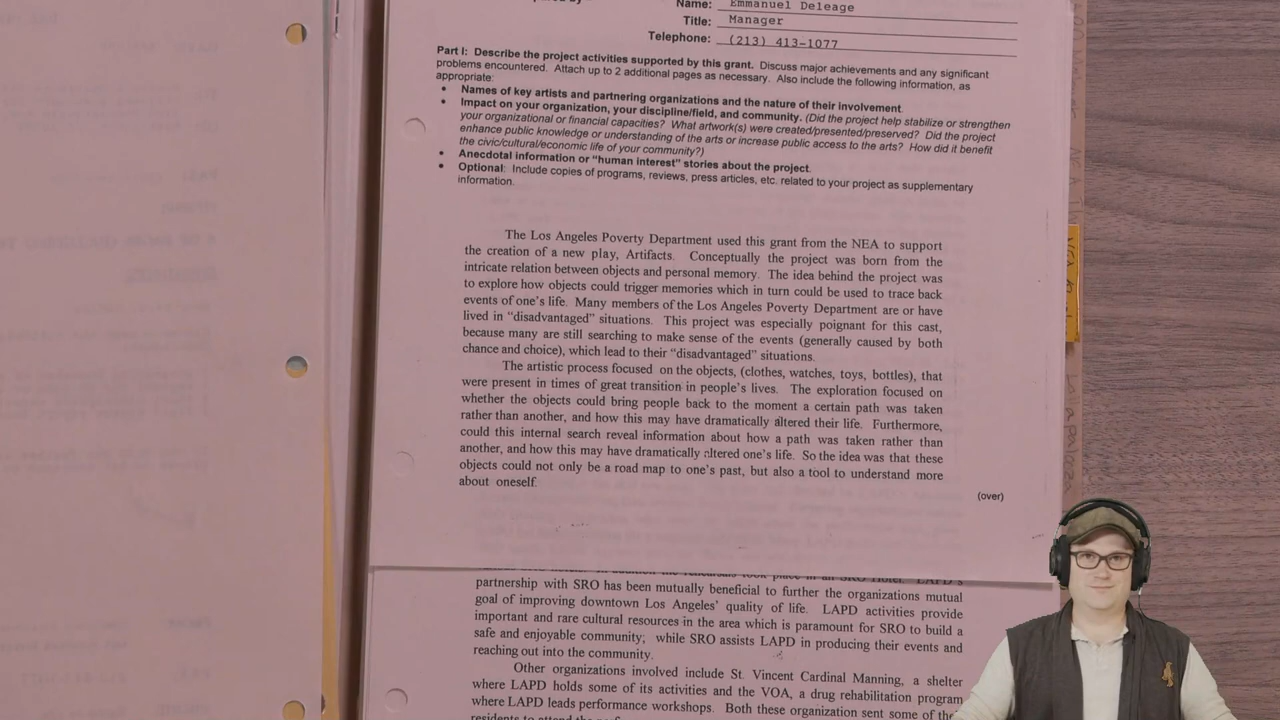 Name: Emmanuel Deleage
Title: Manager
Telephone: (213) 413-1077
Part I: Describe the project activities supported by this grant. Discuss major achievements and any significant
problems encountered. Attach up to 2 additional pages as necessary. Also include the following information, as
appropriate:
• Names of key artists and partnering organizations and the nature of their involvement.
• Impact on your organization, your discipline/field, and community. (Did the project help stabilize or strengthen
your organizational or financial capacities? What artwork(s) were created/presented/preserved? Did the project
enhance public knowledge or understanding of the arts or increase public access to the arts? How did it benefit
the civic/cultural/economic life of your community?)
• Anecdotal information or "human interest" stories about the project.
• Optional: Include copies of programs, reviews, press articles, etc. related to your project as supplementary
information.
The Los Angeles Poverty Department used this grant from the NEA to support
the creation of a new play, Artifacts. Conceptually the project was born from the
intricate relation between objects and personal memory. The idea behind the project was
to explore how objects could trigger memories which in turn could be used to trace back
events of one's life. Many members of the Los Angeles Poverty Department are or have
lived in "disadvantaged" situations. This project was especially poignant for this cast,
because many are still searching to make sense of the events (generally caused by both
chance and choice), which lead to their "disadvantaged" situations.
The artistic process focused on the objects, (clothes, watches, toys, bottles), that
were present in times of great transition in people's lives. The exploration focused on
whether the objects could bring people back to the moment a certain path was taken
rather than another, and how this may have dramatically altered their life. Furthermore,
could this internal search reveal information about how a path was taken rather than
another, and how this may have dramatically altered one's life. So the idea was that these
objects could not only be a road map to one's past, but also a tool to understand more
about oneself.
(over)
partnership with SRO has been mutually beneficial to further the organizations mutual
goal of improving downtown Los Angeles' quality of life. LAPD activities provide
important and rare cultural resources in the area which is paramount for SRO to build a
safe and enjoyable community; while SRO assists LAPD in producing their events and
reaching out into the community.
Other organizations involved include St. Vincent Cardinal Manning, a shelter
where LAPD holds some of its activities and the VOA, a drug rehabilitation program
where LAPD leads performance workshops. Both these organization sent some of